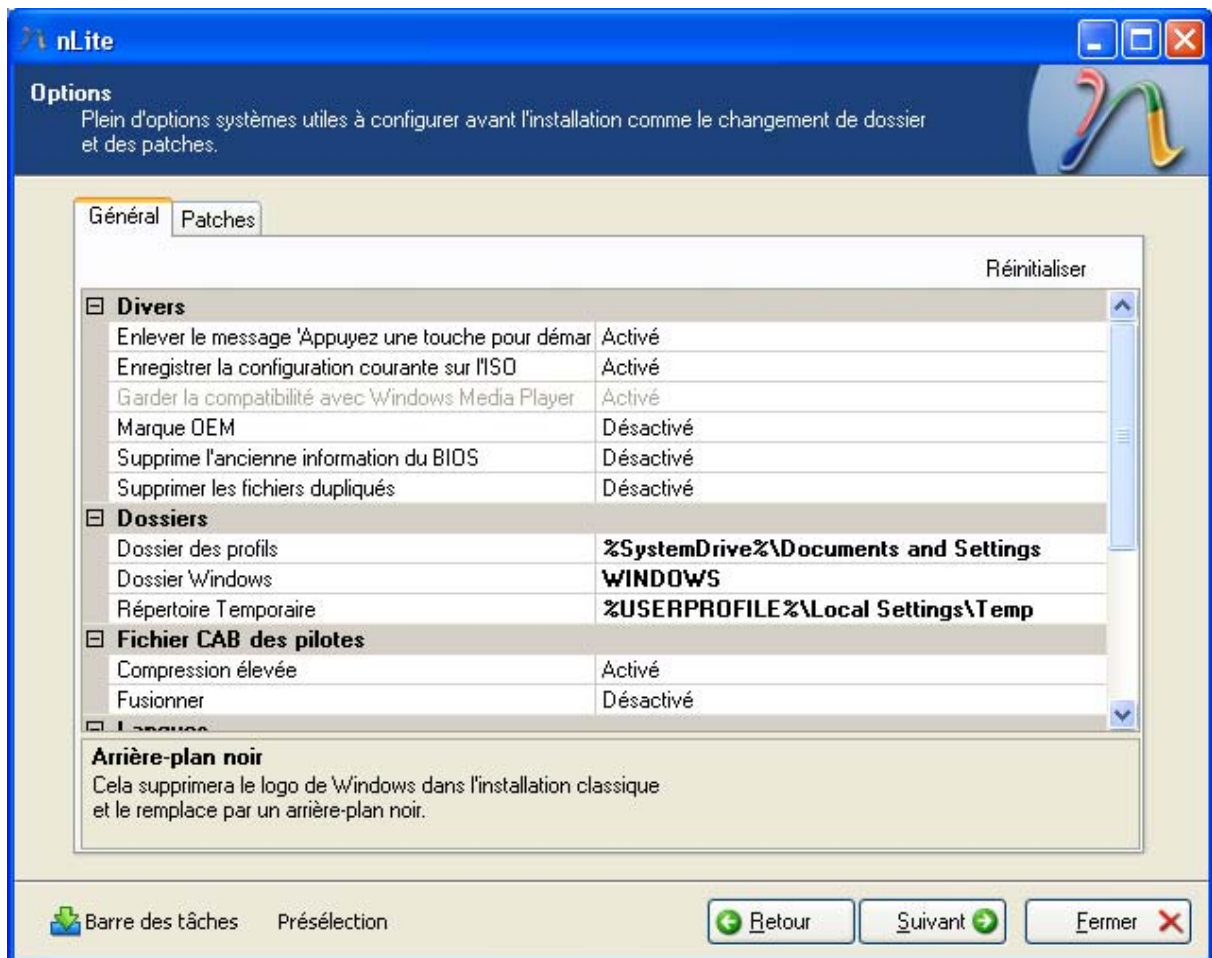 nLite
Options
Plein d'options systèmes utiles à configurer avant l'installation comme le changement de dossier
et des patches.
Général Patches
Réinitialiser
Divers
Enlever le message 'Appuyez une touche pour démar Activé
Enregistrer la configuration courante sur l'ISO Activé
Garder la compatibilité avec Windows Media Player Activé
Marque OEM Désactivé
Supprime l'ancienne information du BIOS Désactivé
Supprimer les fichiers dupliqués Désactivé
Dossiers
Dossier des profils %SystemDrive%\Documents and Settings
Dossier Windows WINDOWS
Répertoire Temporaire %USERPROFILE%\Local Settings\Temp
Fichier CAB des pilotes
Compression élevée Activé
Fusionner Désactivé
Langues
Arrière-plan noir
Cela supprimera le logo de Windows dans l'installation classique
et le remplace par un arrière-plan noir.
Barre des tâches Présélection Retour Suivant Fermer